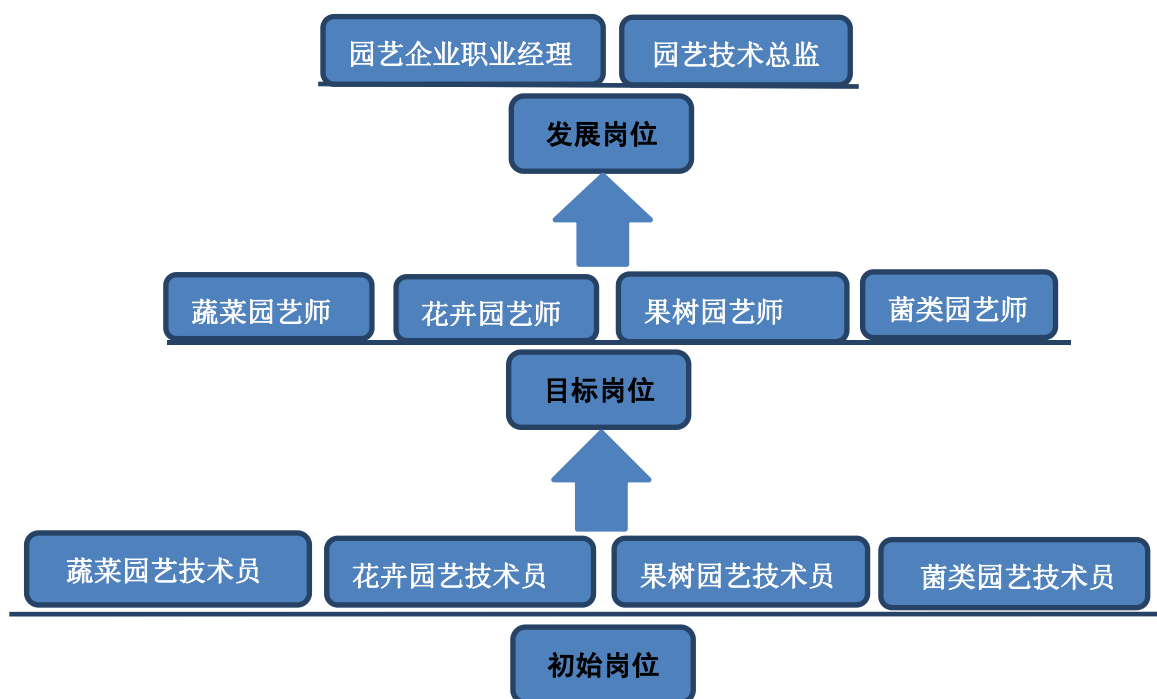 园艺企业职业经理 园艺技术总监
发展岗位
蔬菜园艺师 花卉园艺师 果树园艺师 菌类园艺师
目标岗位
蔬菜园艺技术员 花卉园艺技术员 果树园艺技术员 菌类园艺技术员
初始岗位